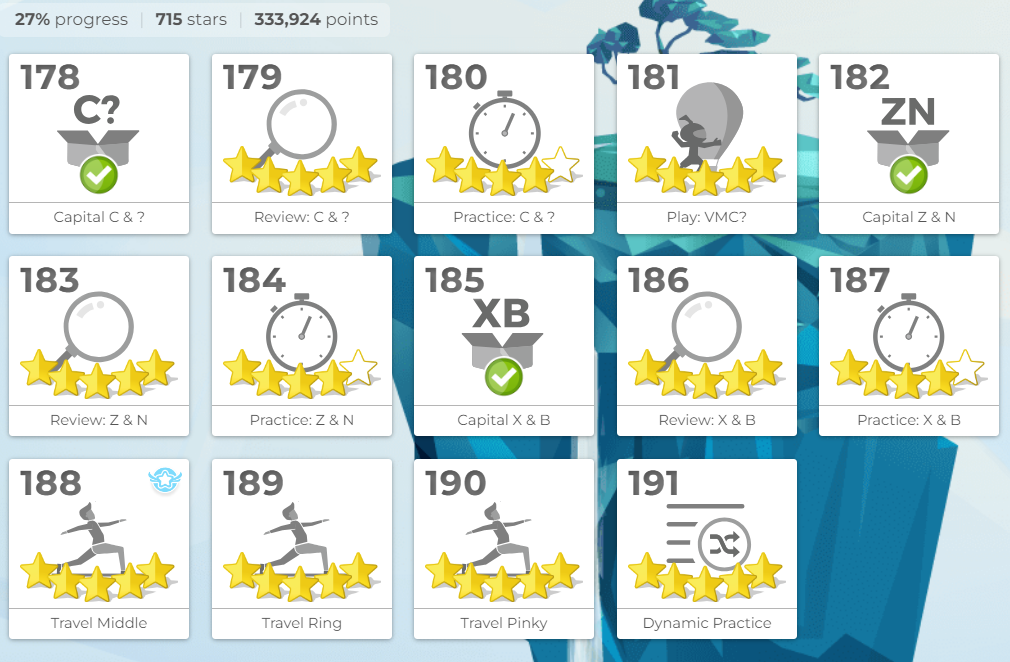 27% progress | 715 stars | 333,924 points
178
C?
Capital C & ?
179
Review: C & ?
180
Practice: C & ?
181
Play: VMC?
182
ZN
Capital Z & N
183
Review: Z & N
184
Practice: Z & N
185
XB
Capital X & B
186
Review: X & B
187
Practice: X & B
188
Travel Middle
189
Travel Ring
190
Travel Pinky
191
Dynamic Practice